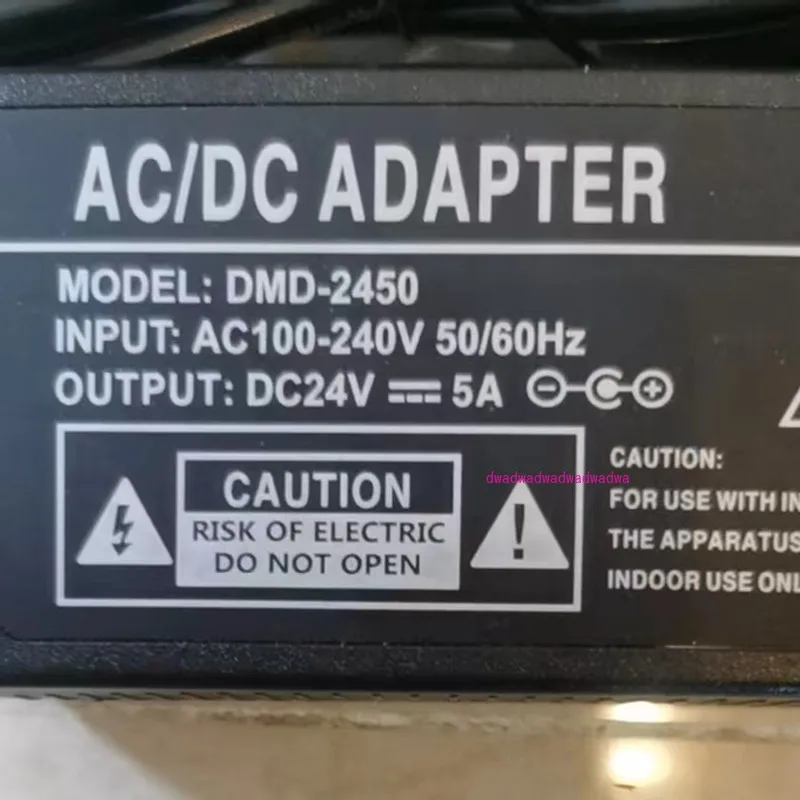 AC/DC ADAPTER
MODEL: DMD-2450
INPUT: AC100-240V 50/60Hz
OUTPUT: DC24V ⎓ 5A
CAUTION
RISK OF ELECTRIC
DO NOT OPEN
dwadwadwadwadwadwa
CAUTION:
FOR USE WITH IN
THE APPARATUS
INDOOR USE ONL